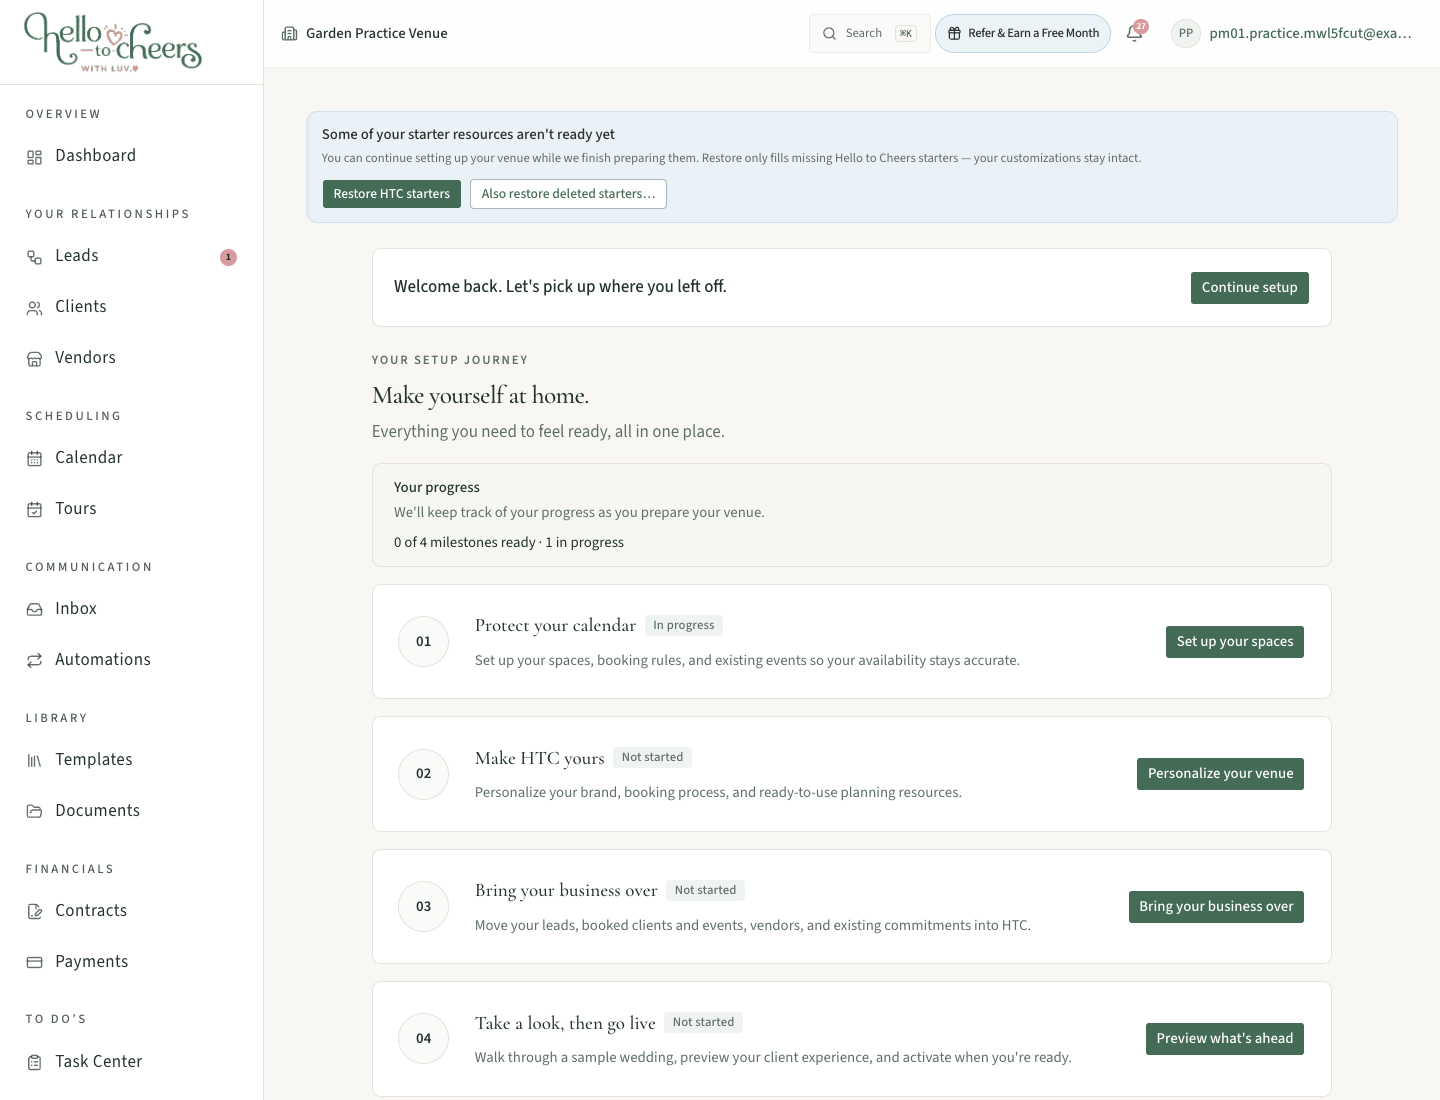 hello
to cheers
WITH LUV.
Garden Practice Venue
Search
⌘K
Refer & Earn a Free Month
27
PP
pm01.practice.mwl5fcut@exa…
OVERVIEW
Dashboard
YOUR RELATIONSHIPS
Leads
1
Clients
Vendors
SCHEDULING
Calendar
Tours
COMMUNICATION
Inbox
Automations
LIBRARY
Templates
Documents
FINANCIALS
Contracts
Payments
TO DO'S
Task Center
Some of your starter resources aren't ready yet
You can continue setting up your venue while we finish preparing them. Restore only fills missing Hello to Cheers starters — your customizations stay intact.
Restore HTC starters
Also restore deleted starters…
Welcome back. Let's pick up where you left off.
Continue setup
YOUR SETUP JOURNEY
Make yourself at home.
Everything you need to feel ready, all in one place.
Your progress
We'll keep track of your progress as you prepare your venue.
0 of 4 milestones ready · 1 in progress
01
Protect your calendar
In progress
Set up your spaces, booking rules, and existing events so your availability stays accurate.
Set up your spaces
02
Make HTC yours
Not started
Personalize your brand, booking process, and ready-to-use planning resources.
Personalize your venue
03
Bring your business over
Not started
Move your leads, booked clients and events, vendors, and existing commitments into HTC.
Bring your business over
04
Take a look, then go live
Not started
Walk through a sample wedding, preview your client experience, and activate when you're ready.
Preview what's ahead